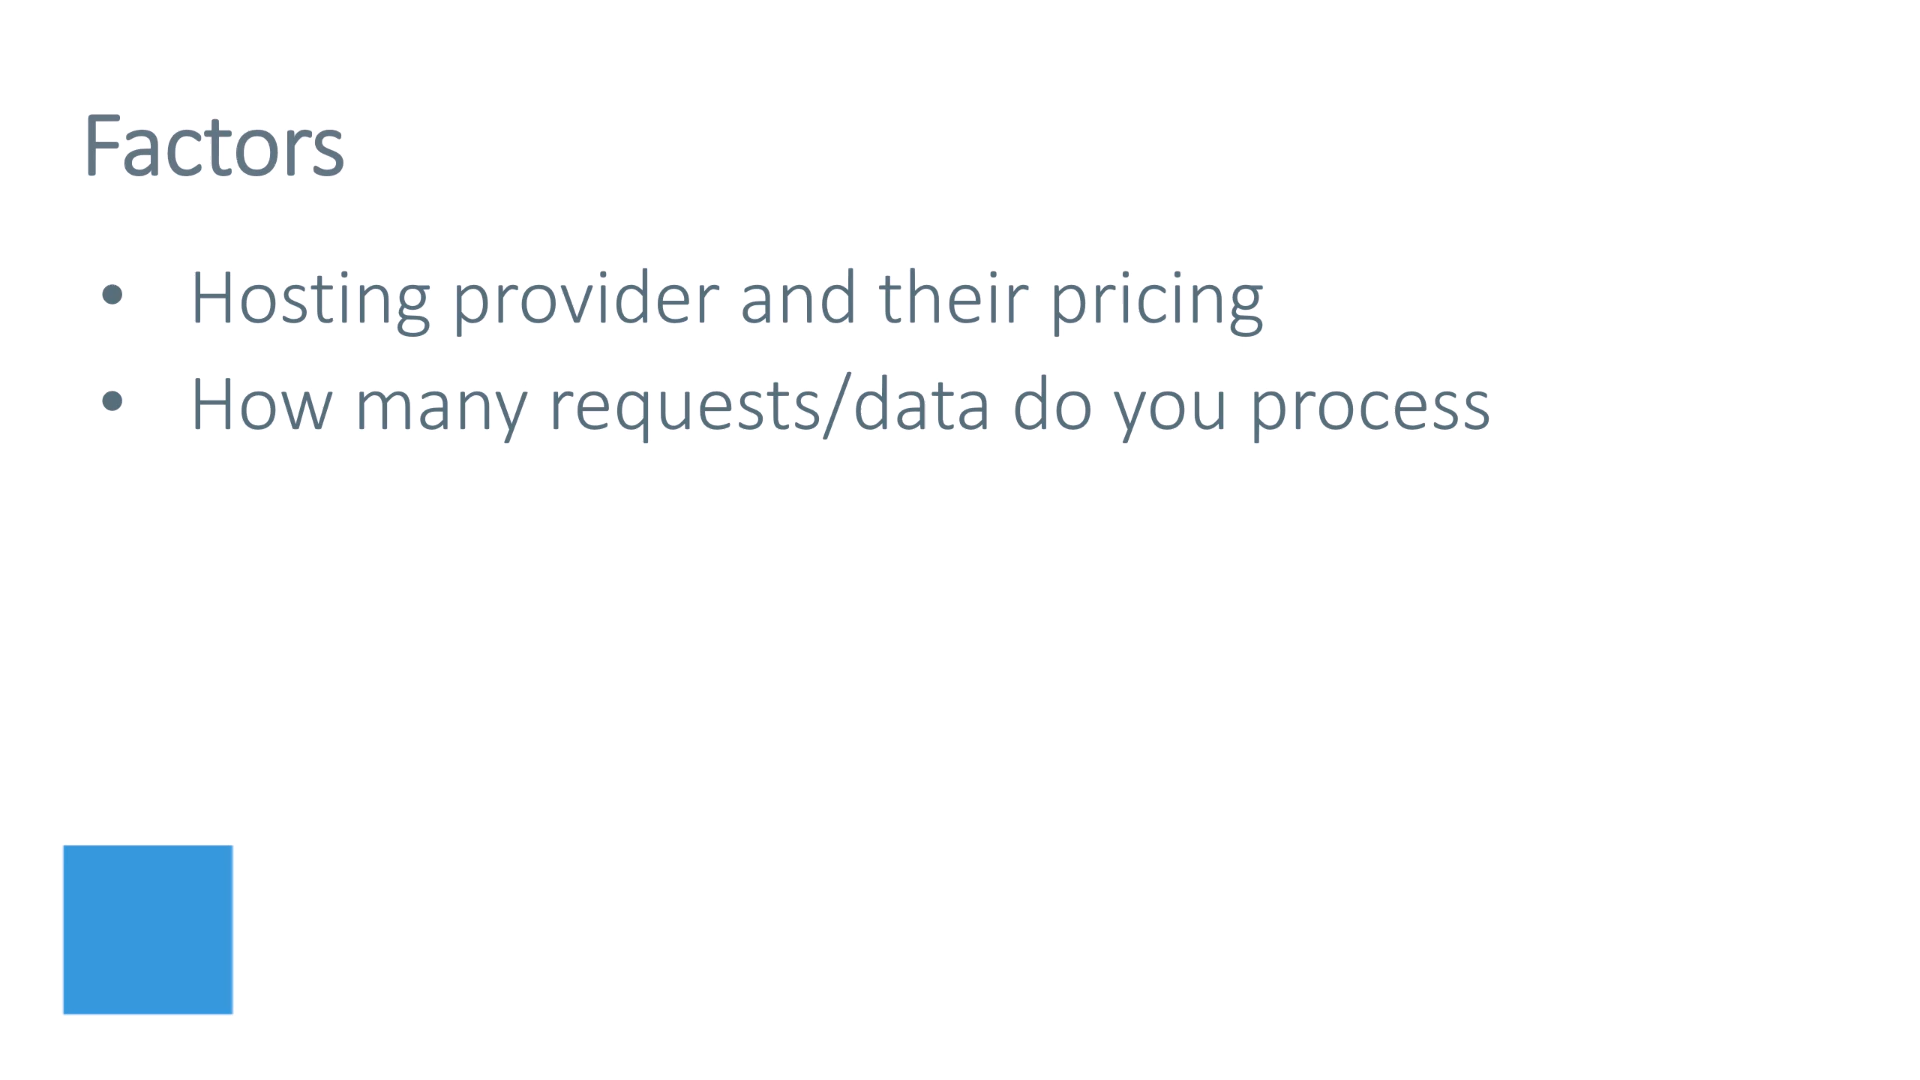 Factors
• Hosting provider and their pricing
• How many requests/data do you process